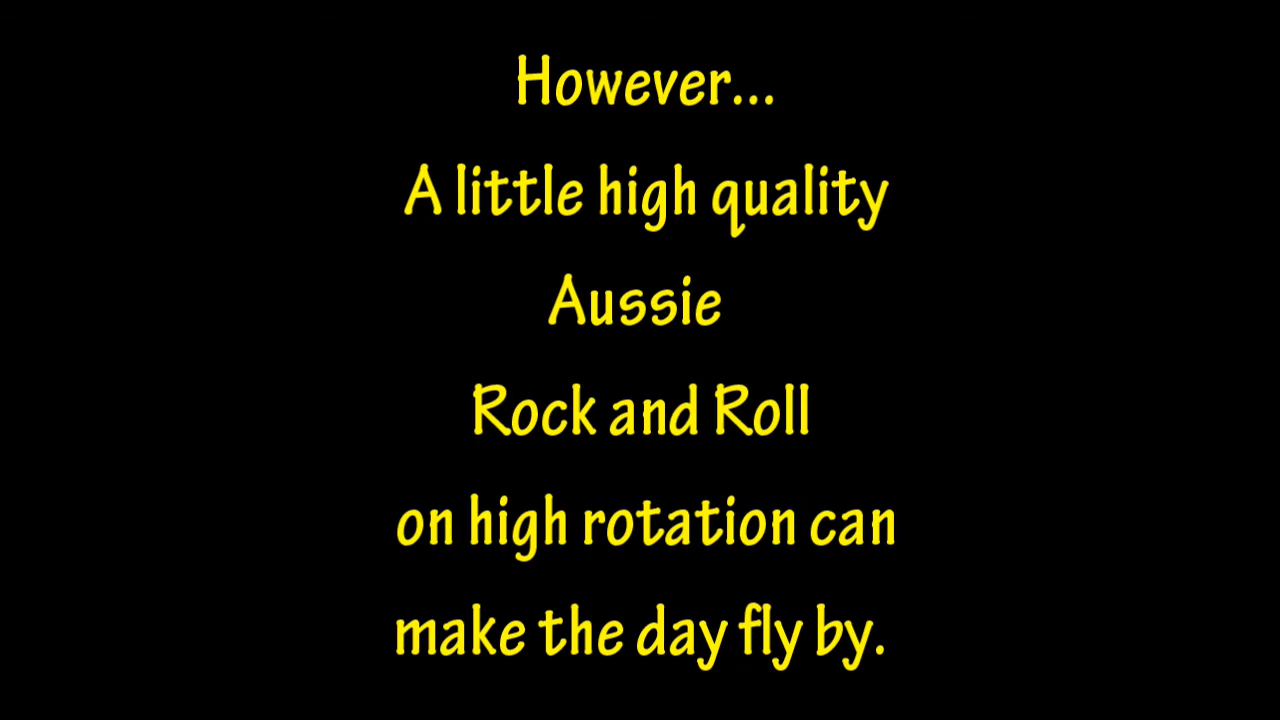 However...
A little high quality
Aussie
Rock and Roll
on high rotation can
make the day fly by.